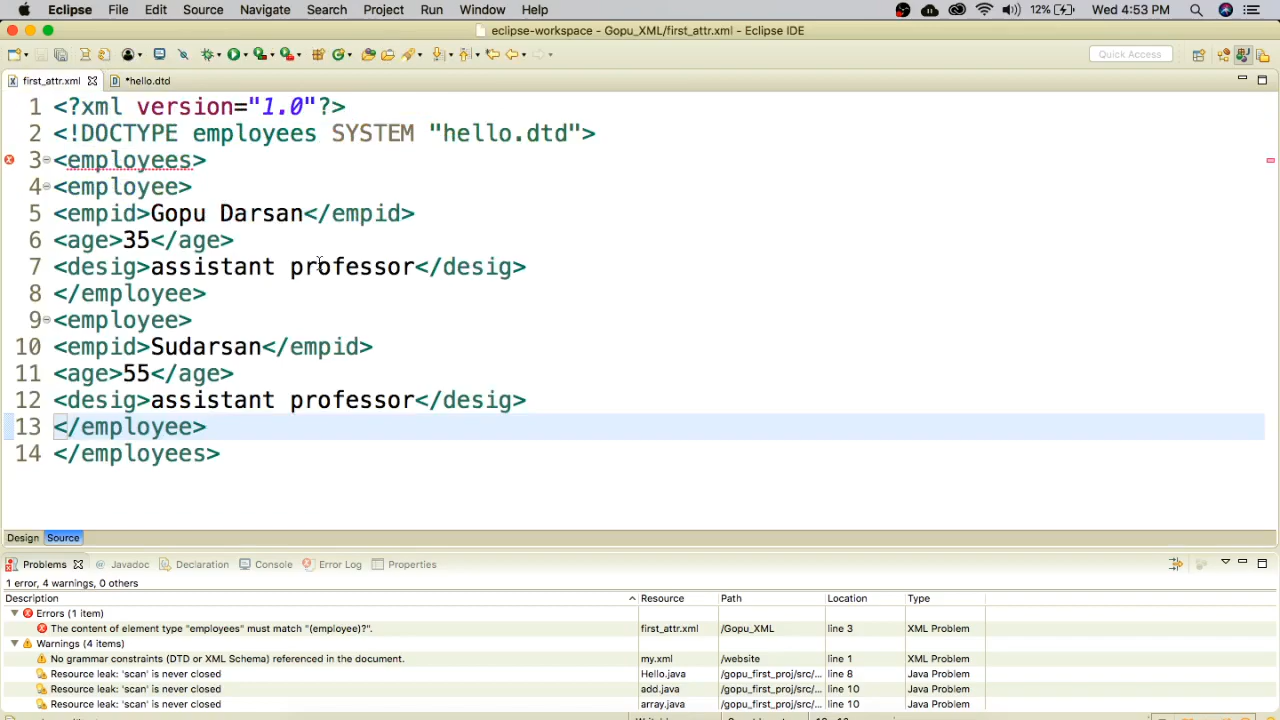 Eclipse File Edit Source Navigate Search Project Run Window Help 12% Wed 4:53 PM
eclipse-workspace - Gopu_XML/first_attr.xml - Eclipse IDE
Quick Access
first_attr.xml *hello.dtd
1 <?xml version="1.0"?>
2 <!DOCTYPE employees SYSTEM "hello.dtd">
3 <employees>
4 <employee>
5 <empid>Gopu Darsan</empid>
6 <age>35</age>
7 <desig>assistant professor</desig>
8 </employee>
9 <employee>
10 <empid>Sudarsan</empid>
11 <age>55</age>
12 <desig>assistant professor</desig>
13 </employee>
14 </employees>
Design Source
Problems Javadoc Declaration Console Error Log Properties
1 error, 4 warnings, 0 others
Description Resource Path Location Type
Errors (1 item)
The content of element type "employees" must match "(employee)?". first_attr.xml /Gopu_XML line 3 XML Problem
Warnings (4 items)
No grammar constraints (DTD or XML Schema) referenced in the document. my.xml /website line 1 XML Problem
Resource leak: 'scan' is never closed Hello.java /gopu_first_proj/src/... line 8 Java Problem
Resource leak: 'scan' is never closed add.java /gopu_first_proj/src/... line 10 Java Problem
Resource leak: 'scan' is never closed array.java /gopu_first_proj/src/... line 10 Java Problem